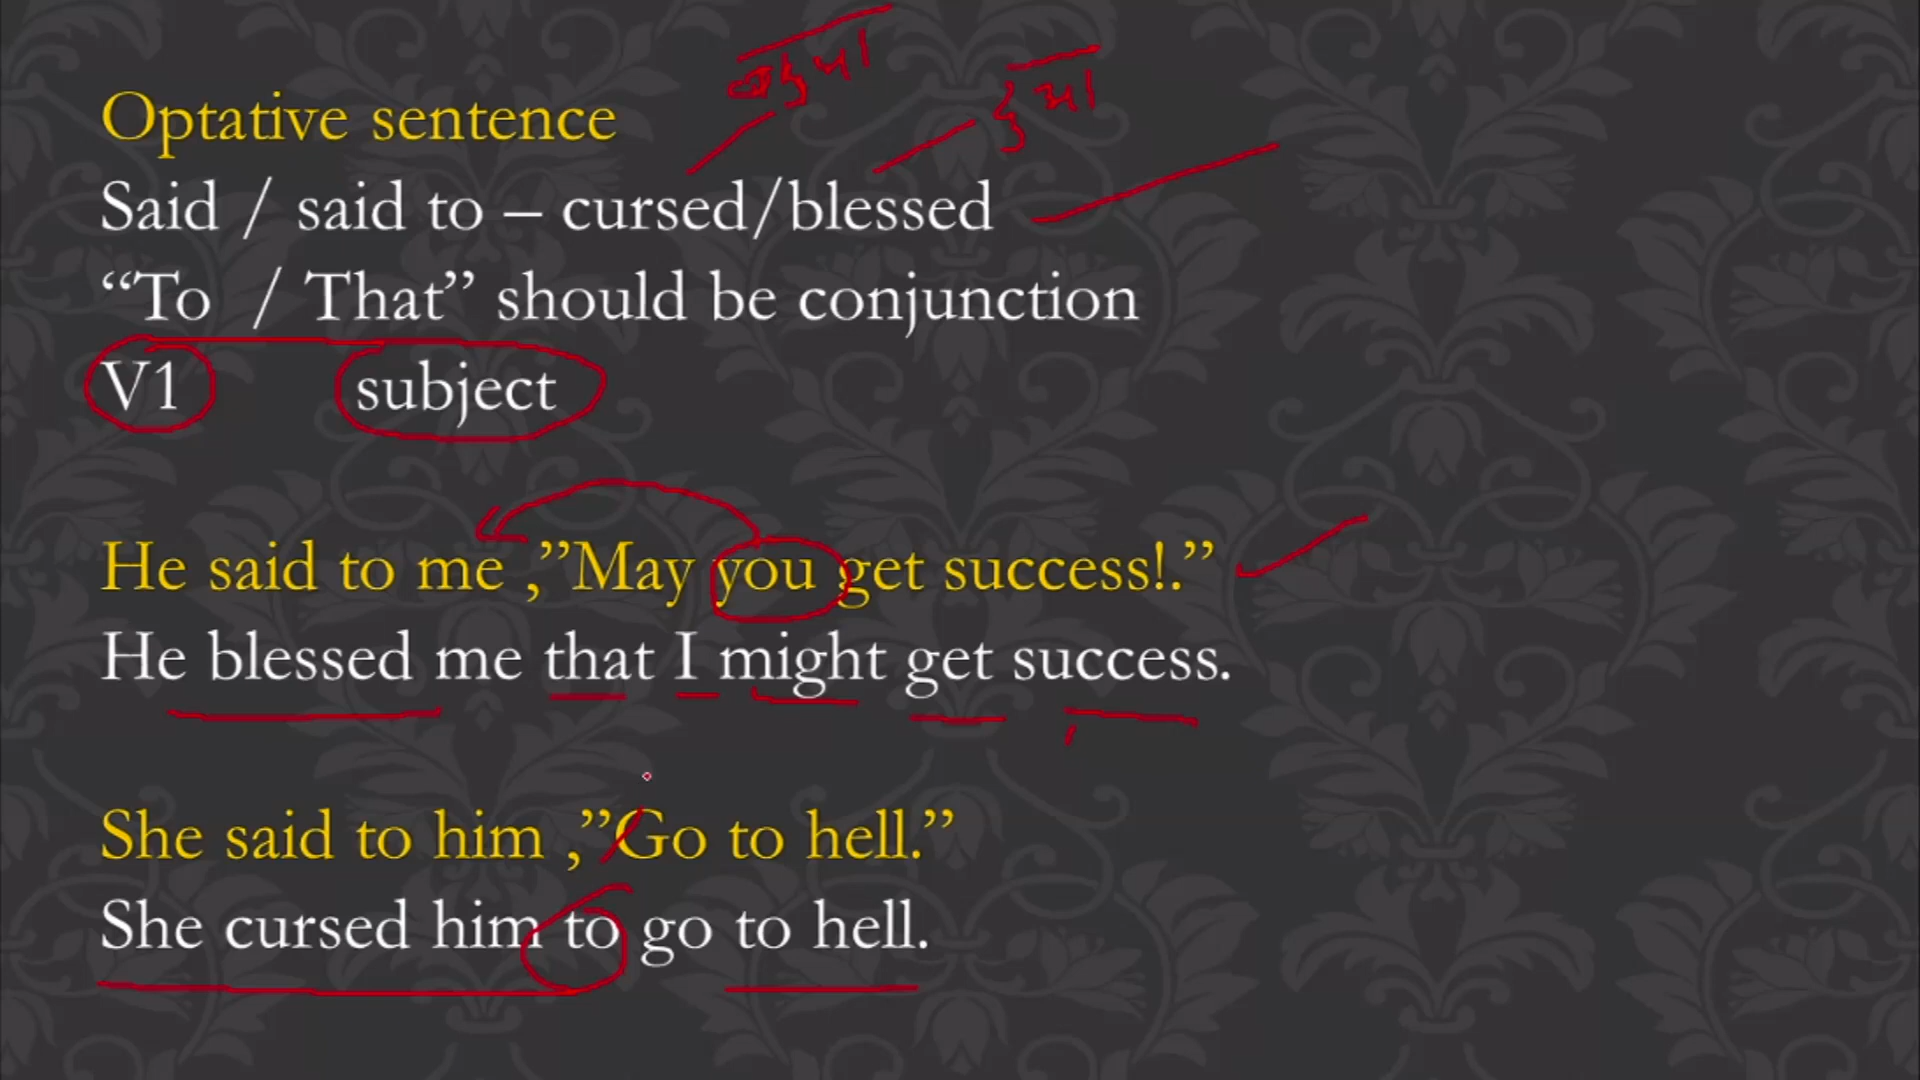 Optative sentence
Said / said to – cursed/blessed
“To / That” should be conjunction
V1 subject
He said to me ,”May you get success!.”
He blessed me that I might get success.
She said to him ,”Go to hell.”
She cursed him to go to hell.